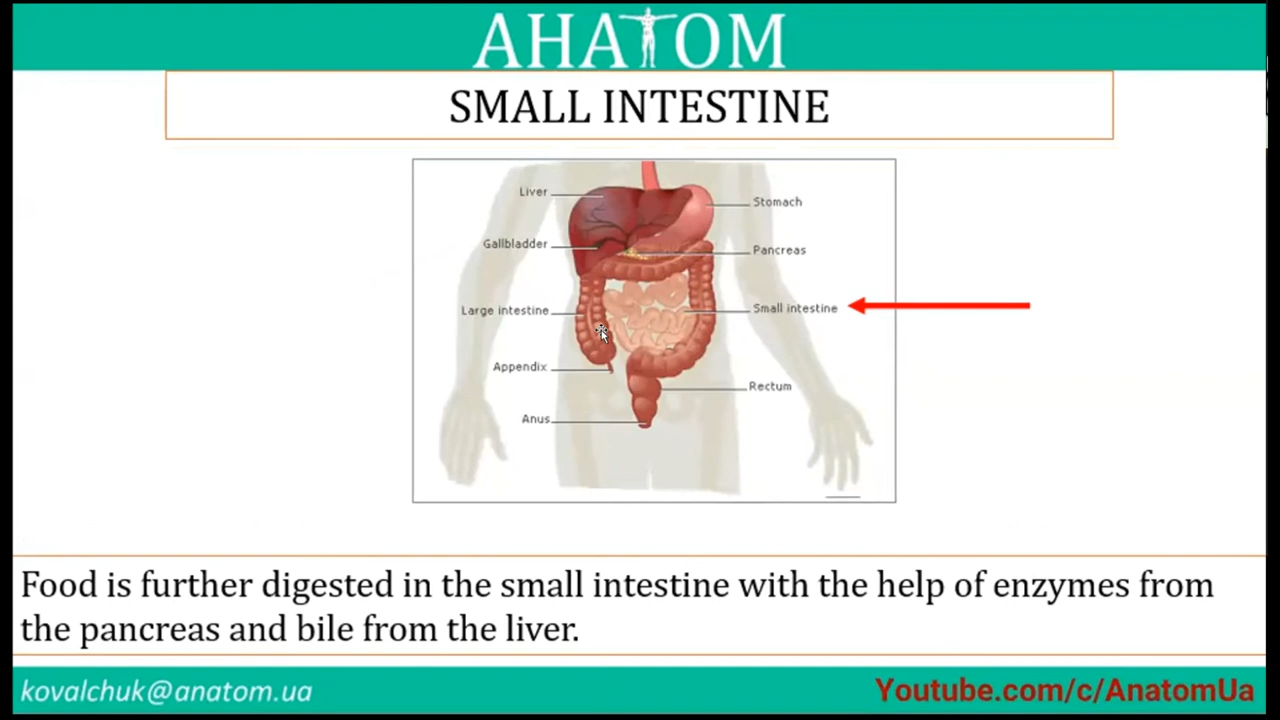 АНАТОМ
SMALL INTESTINE
Liver
Stomach
Gallbladder
Pancreas
Large intestine
Small intestine
Appendix
Rectum
Anus
Food is further digested in the small intestine with the help of enzymes from
the pancreas and bile from the liver.
kovalchuk@anatom.ua
Youtube.com/c/AnatomUa